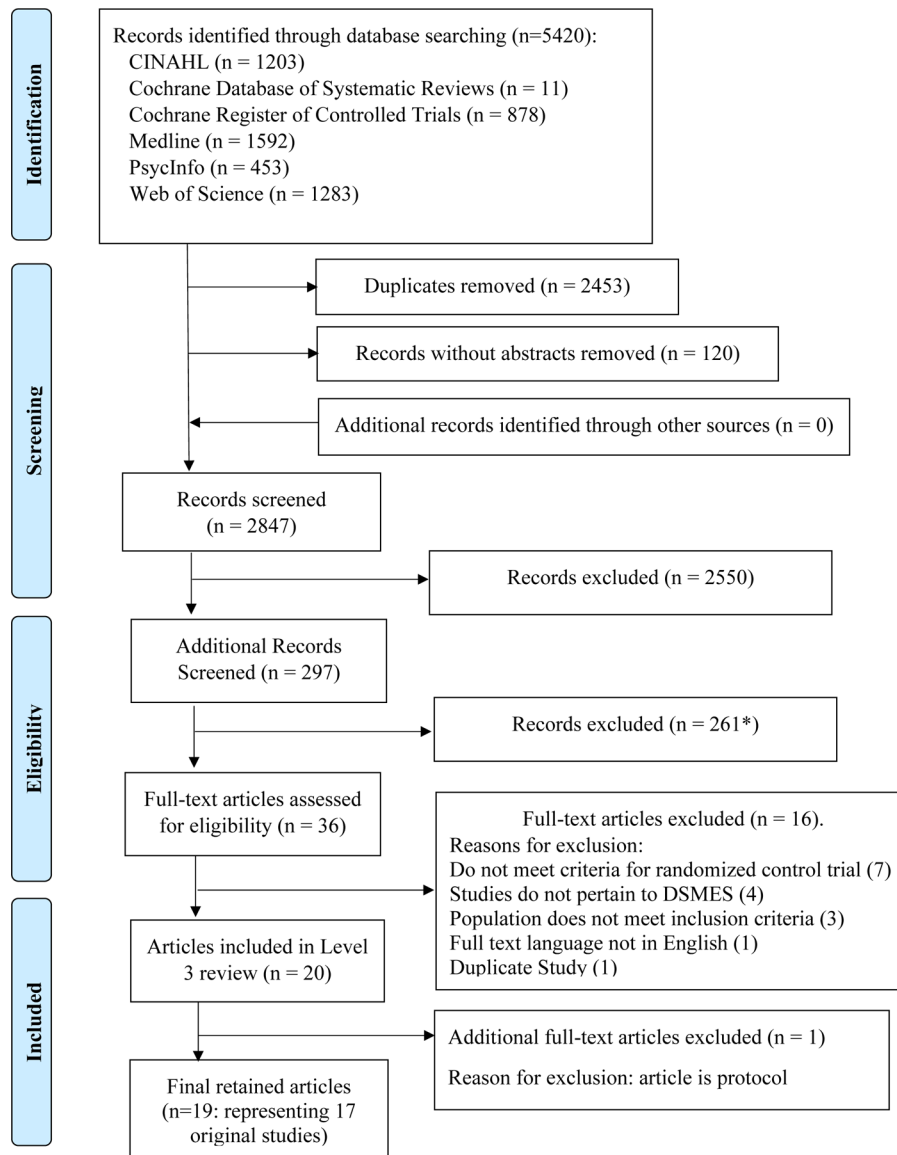 Identification
Records identified through database searching (n=5420):
CINAHL (n = 1203)
Cochrane Database of Systematic Reviews (n = 11)
Cochrane Register of Controlled Trials (n = 878)
Medline (n = 1592)
PsycInfo (n = 453)
Web of Science (n = 1283)
Screening
Duplicates removed (n = 2453)
Records without abstracts removed (n = 120)
Additional records identified through other sources (n = 0)
Records screened
(n = 2847)
Records excluded (n = 2550)
Eligibility
Additional Records
Screened (n = 297)
Records excluded (n = 261*)
Full-text articles assessed
for eligibility (n = 36)
Full-text articles excluded (n = 16).
Reasons for exclusion:
Do not meet criteria for randomized control trial (7)
Studies do not pertain to DSMES (4)
Population does not meet inclusion criteria (3)
Full text language not in English (1)
Duplicate Study (1)
Included
Articles included in Level
3 review (n = 20)
Additional full-text articles excluded (n = 1)
Reason for exclusion: article is protocol
Final retained articles
(n=19: representing 17
original studies)